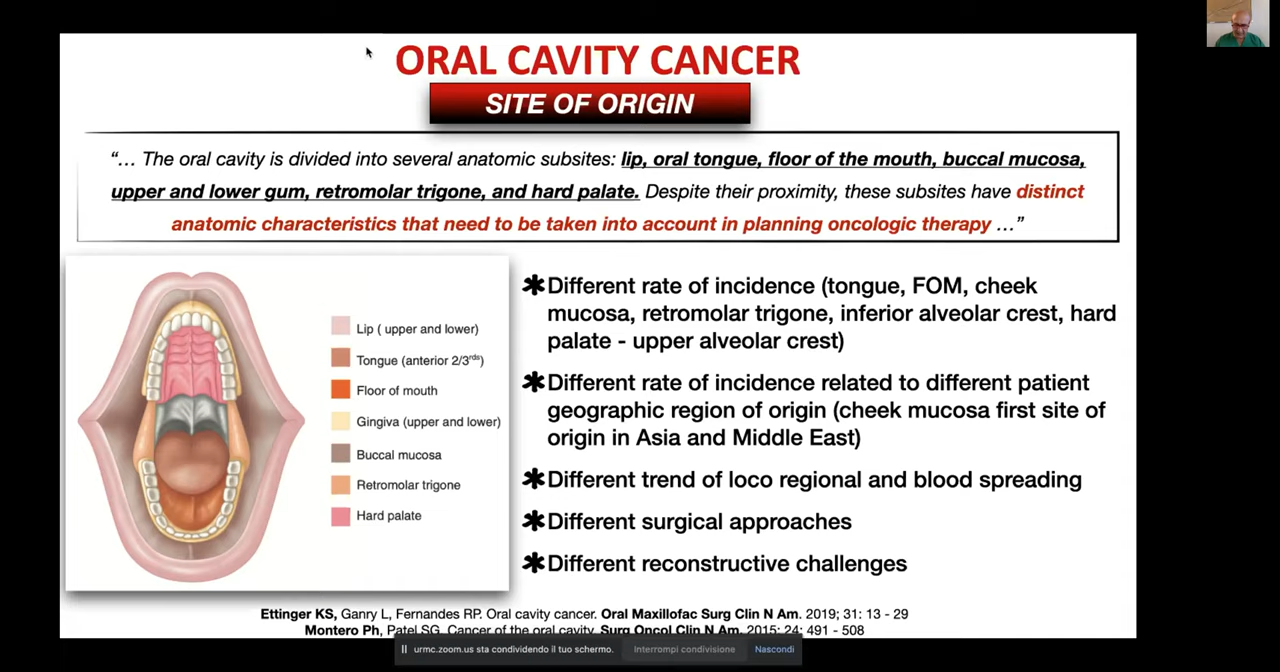 ORAL CAVITY CANCER
SITE OF ORIGIN
“… The oral cavity is divided into several anatomic subsites: lip, oral tongue, floor of the mouth, buccal mucosa,
upper and lower gum, retromolar trigone, and hard palate. Despite their proximity, these subsites have distinct
anatomic characteristics that need to be taken into account in planning oncologic therapy …”
Lip ( upper and lower)
Tongue (anterior 2/3rds)
Floor of mouth
Gingiva (upper and lower)
Buccal mucosa
Retromolar trigone
Hard palate
✱Different rate of incidence (tongue, FOM, cheek
mucosa, retromolar trigone, inferior alveolar crest, hard
palate - upper alveolar crest)
✱Different rate of incidence related to different patient
geographic region of origin (cheek mucosa first site of
origin in Asia and Middle East)
✱Different trend of loco regional and blood spreading
✱Different surgical approaches
✱Different reconstructive challenges
Ettinger KS, Ganry L, Fernandes RP. Oral cavity cancer. Oral Maxillofac Surg Clin N Am. 2019; 31: 13 - 29
Montero Ph, Patel SG. Cancer of the oral cavity. Surg Oncol Clin N Am. 2015; 24: 491 - 508
urmc.zoom.us sta condividendo il tuo schermo. Interrompi condivisione Nascondi